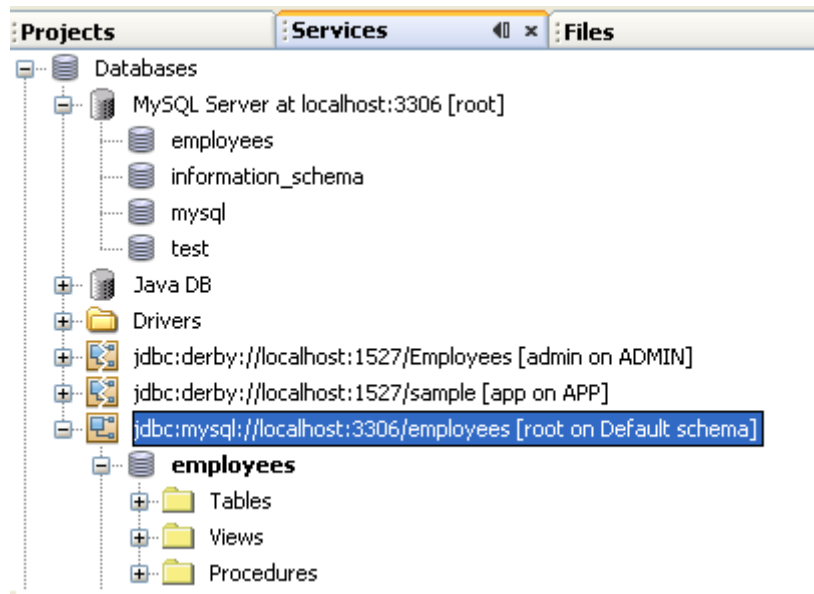 Projects Services Files
Databases
MySQL Server at localhost:3306 [root]
employees
information_schema
mysql
test
Java DB
Drivers
jdbc:derby://localhost:1527/Employees [admin on ADMIN]
jdbc:derby://localhost:1527/sample [app on APP]
jdbc:mysql://localhost:3306/employees [root on Default schema]
employees
Tables
Views
Procedures